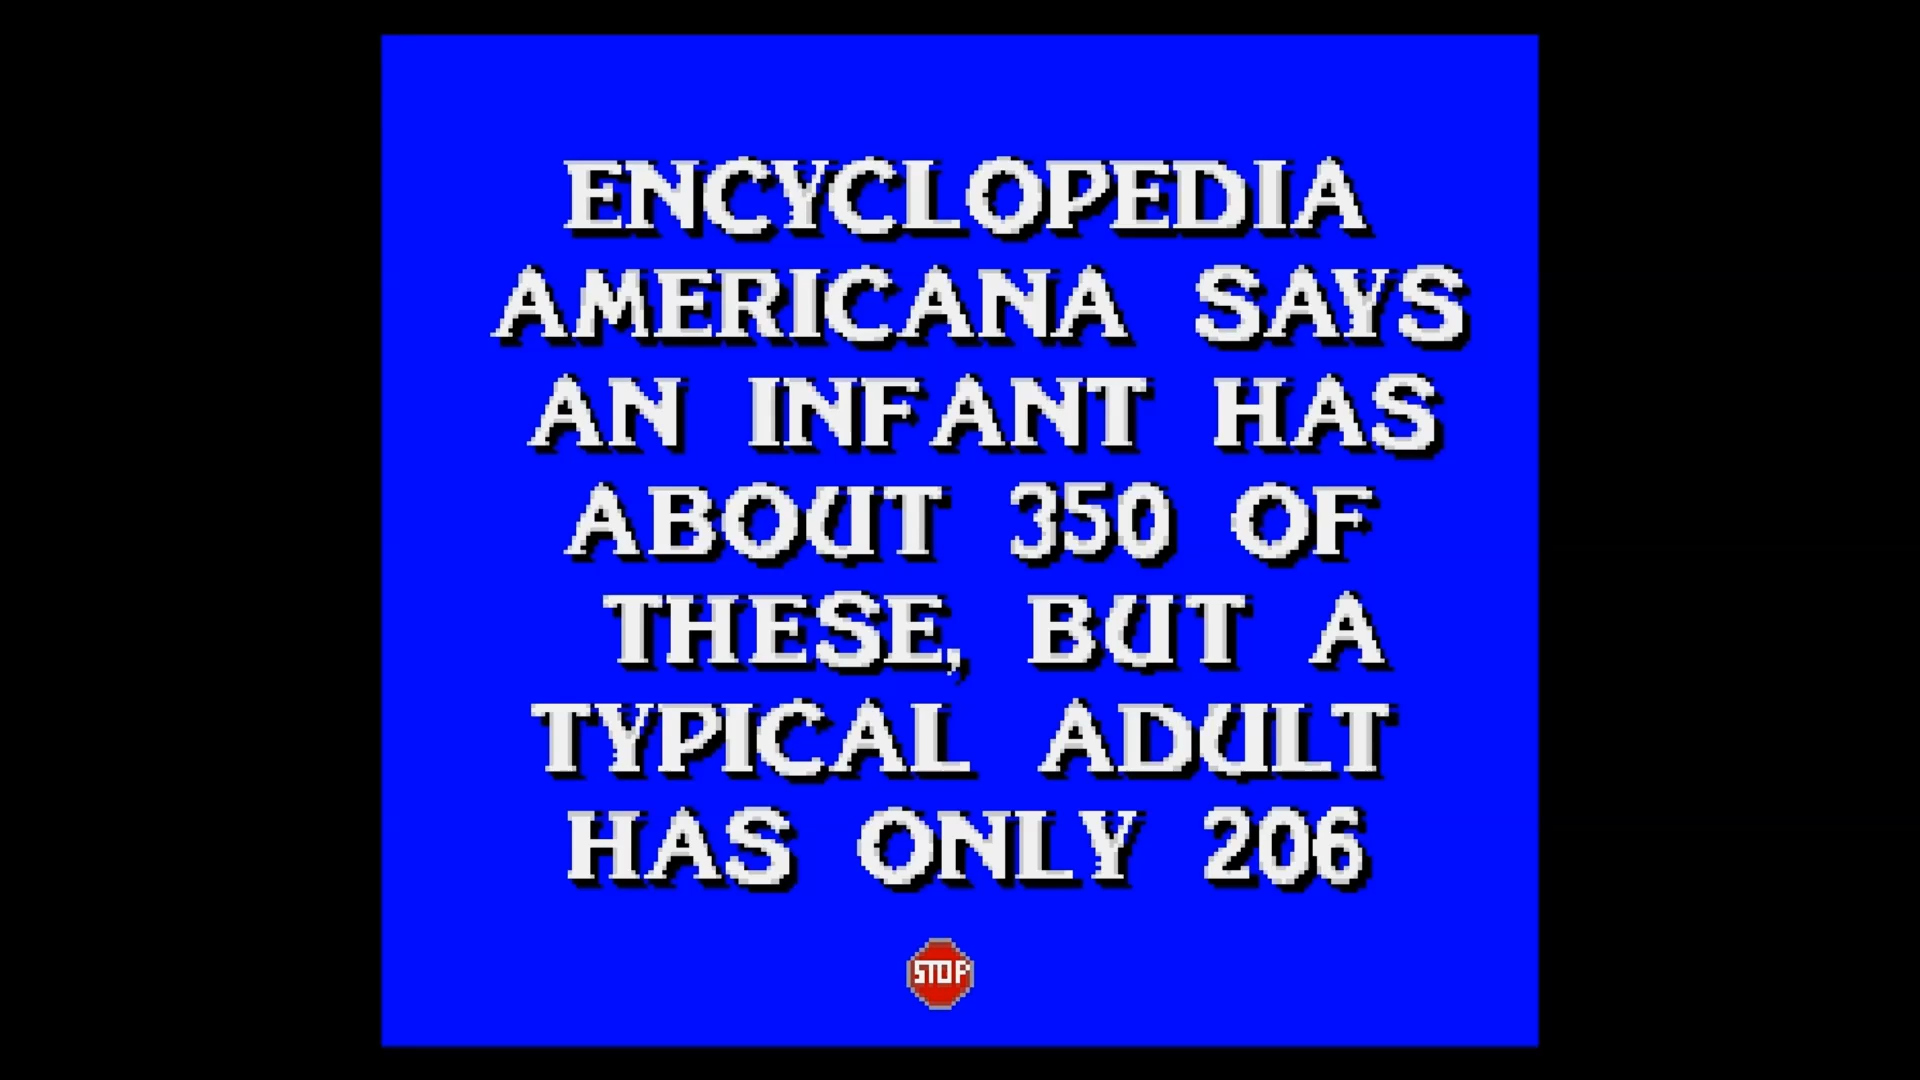 ENCYCLOPEDIA
AMERICANA SAYS
AN INFANT HAS
ABOUT 350 OF
THESE, BUT A
TYPICAL ADULT
HAS ONLY 206
STOP